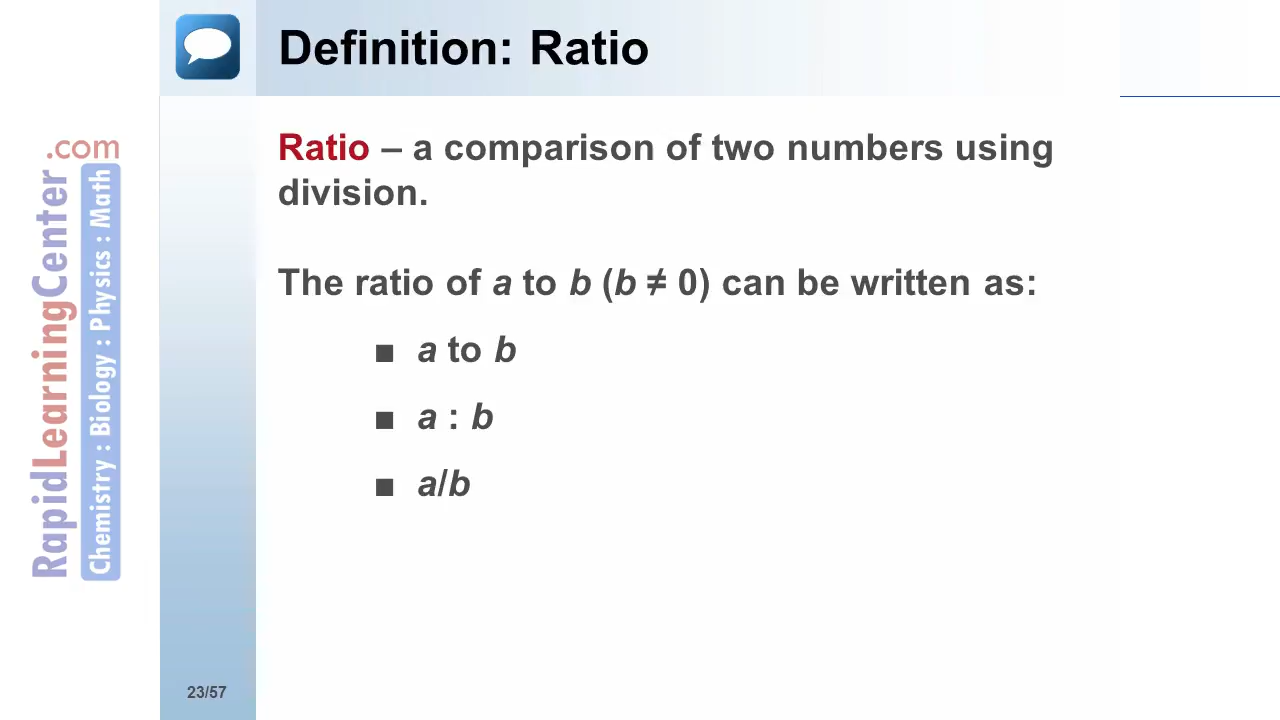 Definition: Ratio
Ratio – a comparison of two numbers using
division.
The ratio of a to b (b ≠ 0) can be written as:
■ a to b
■ a : b
■ a/b
RapidLearningCenter.com
Chemistry : Biology : Physics : Math
23/57